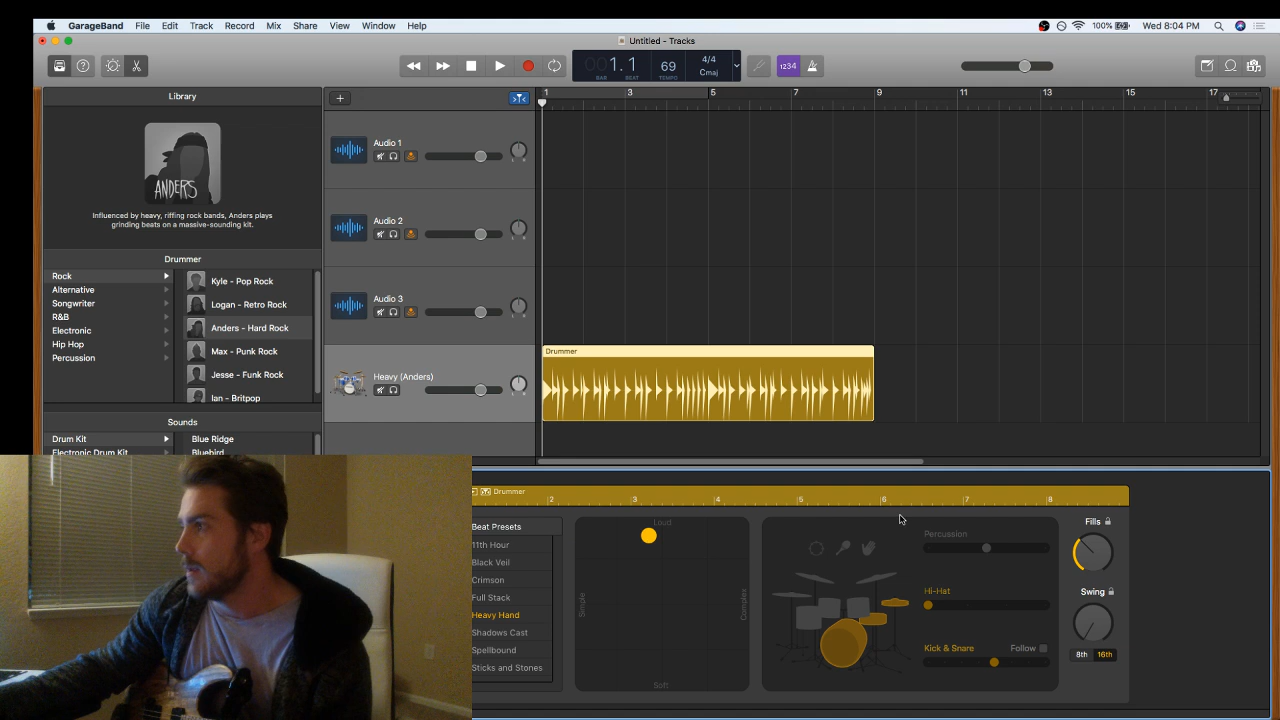 GarageBand File Edit Track Record Mix Share View Window Help 100% Wed 8:04 PM
Untitled - Tracks
001.1 69 4/4 1234
BAR BEAT TEMPO Cmaj
Library
1 3 5 7 9 11 13 15 17
ANDERS
Influenced by heavy, riffing rock bands, Anders plays
grinding beats on a massive-sounding kit.
Drummer
Rock
Alternative
Songwriter
R&B
Electronic
Hip Hop
Percussion
Kyle - Pop Rock
Logan - Retro Rock
Anders - Hard Rock
Max - Punk Rock
Jesse - Funk Rock
Ian - Britpop
Sounds
Drum Kit
Electronic Drum Kit
Blue Ridge
Bluebird
Audio 1
L R
Audio 2
L R
Audio 3
L R
Heavy (Anders)
L R
Drummer
Drummer
2 3 4 5 6 7 8
Beat Presets
11th Hour
Black Veil
Crimson
Full Stack
Heavy Hand
Shadows Cast
Spellbound
Sticks and Stones
Loud
Simple
Complex
Soft
Percussion
Hi-Hat
Kick & Snare Follow
Fills
Swing
8th 16th